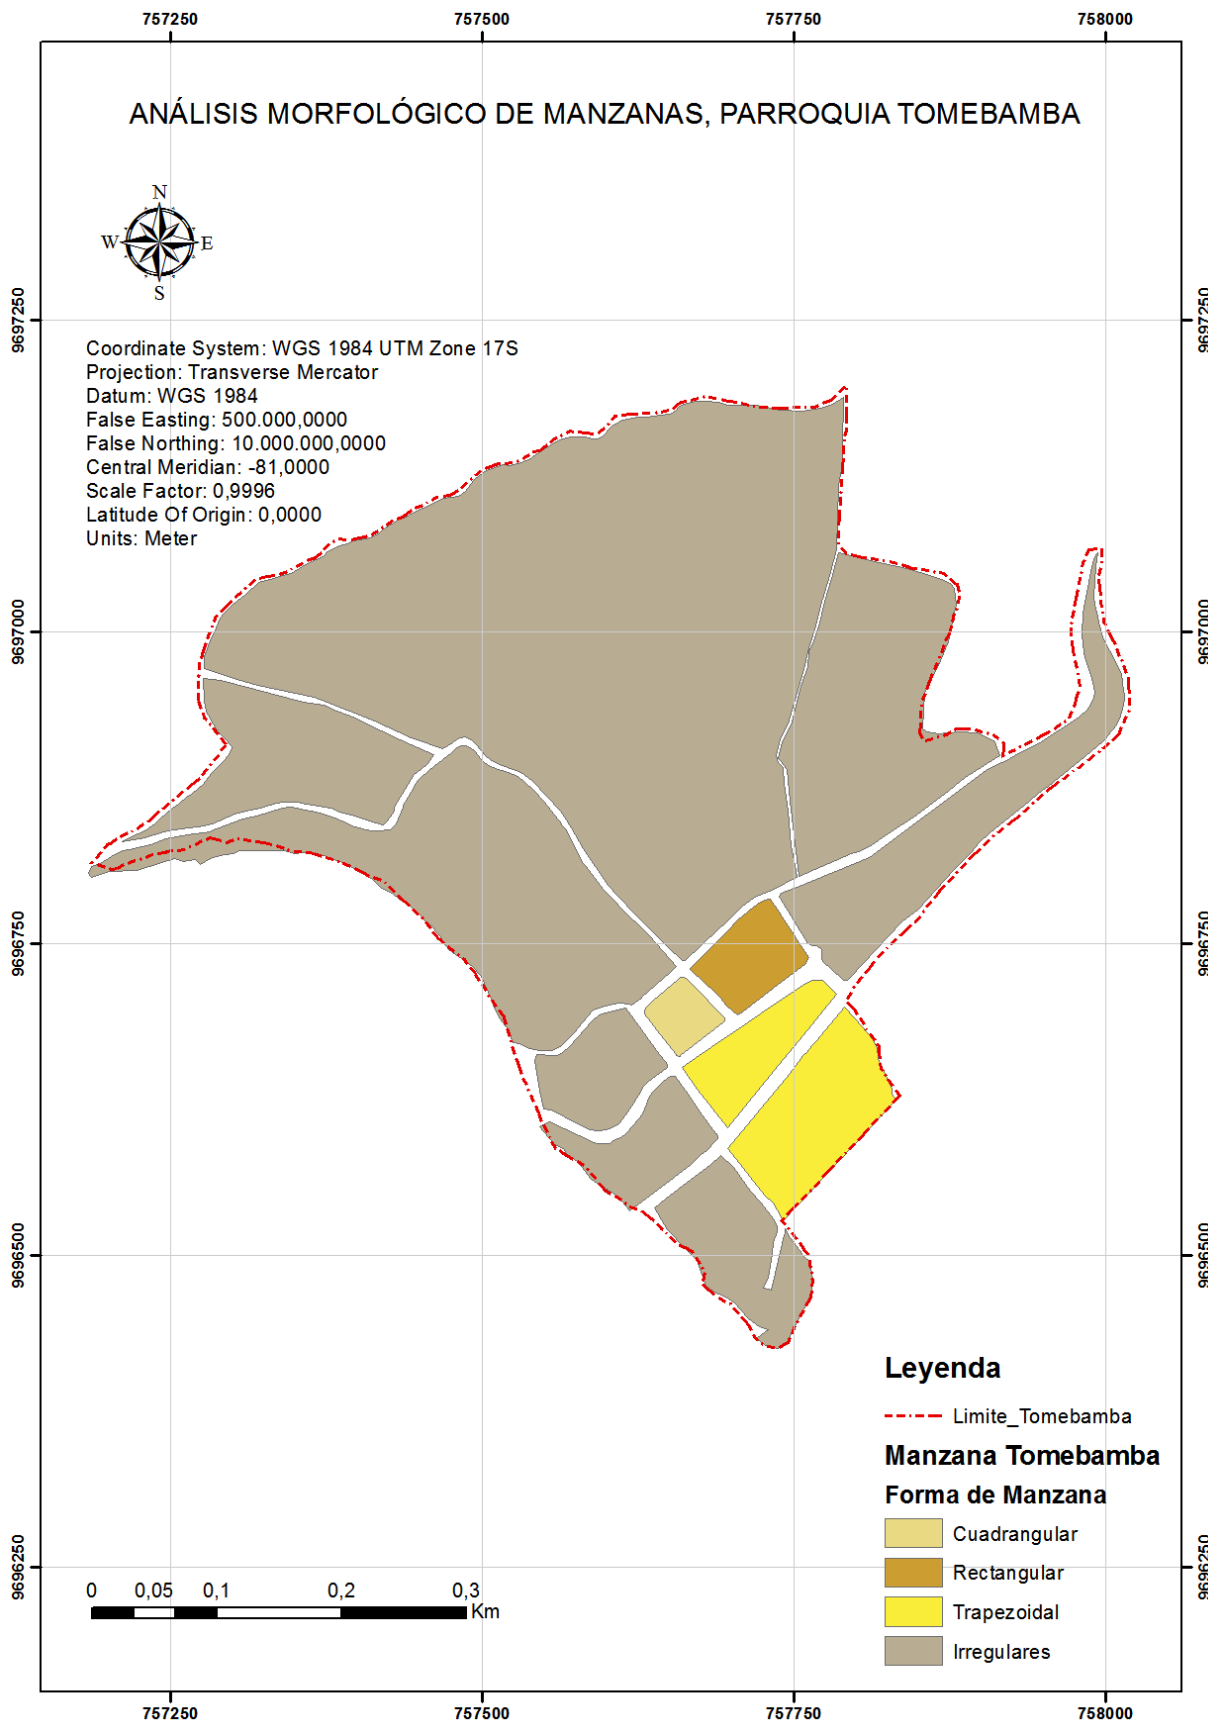 757250 757500 757750 758000
ANÁLISIS MORFOLÓGICO DE MANZANAS, PARROQUIA TOMEBAMBA
N
W E
S
9697250 9697250
Coordinate System: WGS 1984 UTM Zone 17S
Projection: Transverse Mercator
Datum: WGS 1984
False Easting: 500.000,0000
False Northing: 10.000.000,0000
Central Meridian: -81,0000
Scale Factor: 0,9996
Latitude Of Origin: 0,0000
Units: Meter
9697000 9697000
9696750 9696750
9696500 9696500
Leyenda
Limite_Tomebamba
Manzana Tomebamba
Forma de Manzana
Cuadrangular
Rectangular
Trapezoidal
Irregulares
9696250 9696250
0 0,05 0,1 0,2 0,3
Km
757250 757500 757750 758000